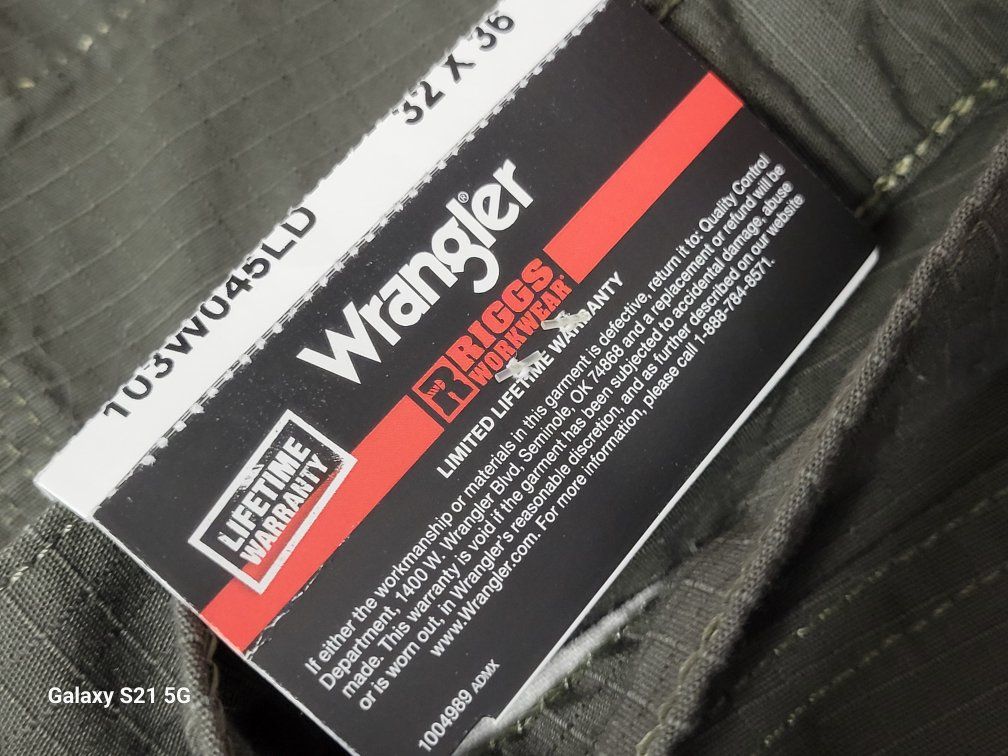 103W045LD 32 X 36
Wrangler®
RIGGS
WORKWEAR®
LIFETIME
WARRANTY
LIMITED LIFETIME WARRANTY
If either the workmanship or materials in this garment is defective, return it to: Quality Control
Department, 1400 W. Wrangler Blvd. Seminole, OK 74868 and a replacement or refund will be
made. This warranty is void if the garment has been subjected to accidental damage, abuse
or is worn out, in Wrangler's reasonable discretion, and as further described on our website
www.Wrangler.com. For more information, please call 1-888-784-8571.
1004989 ADMX
Galaxy S21 5G